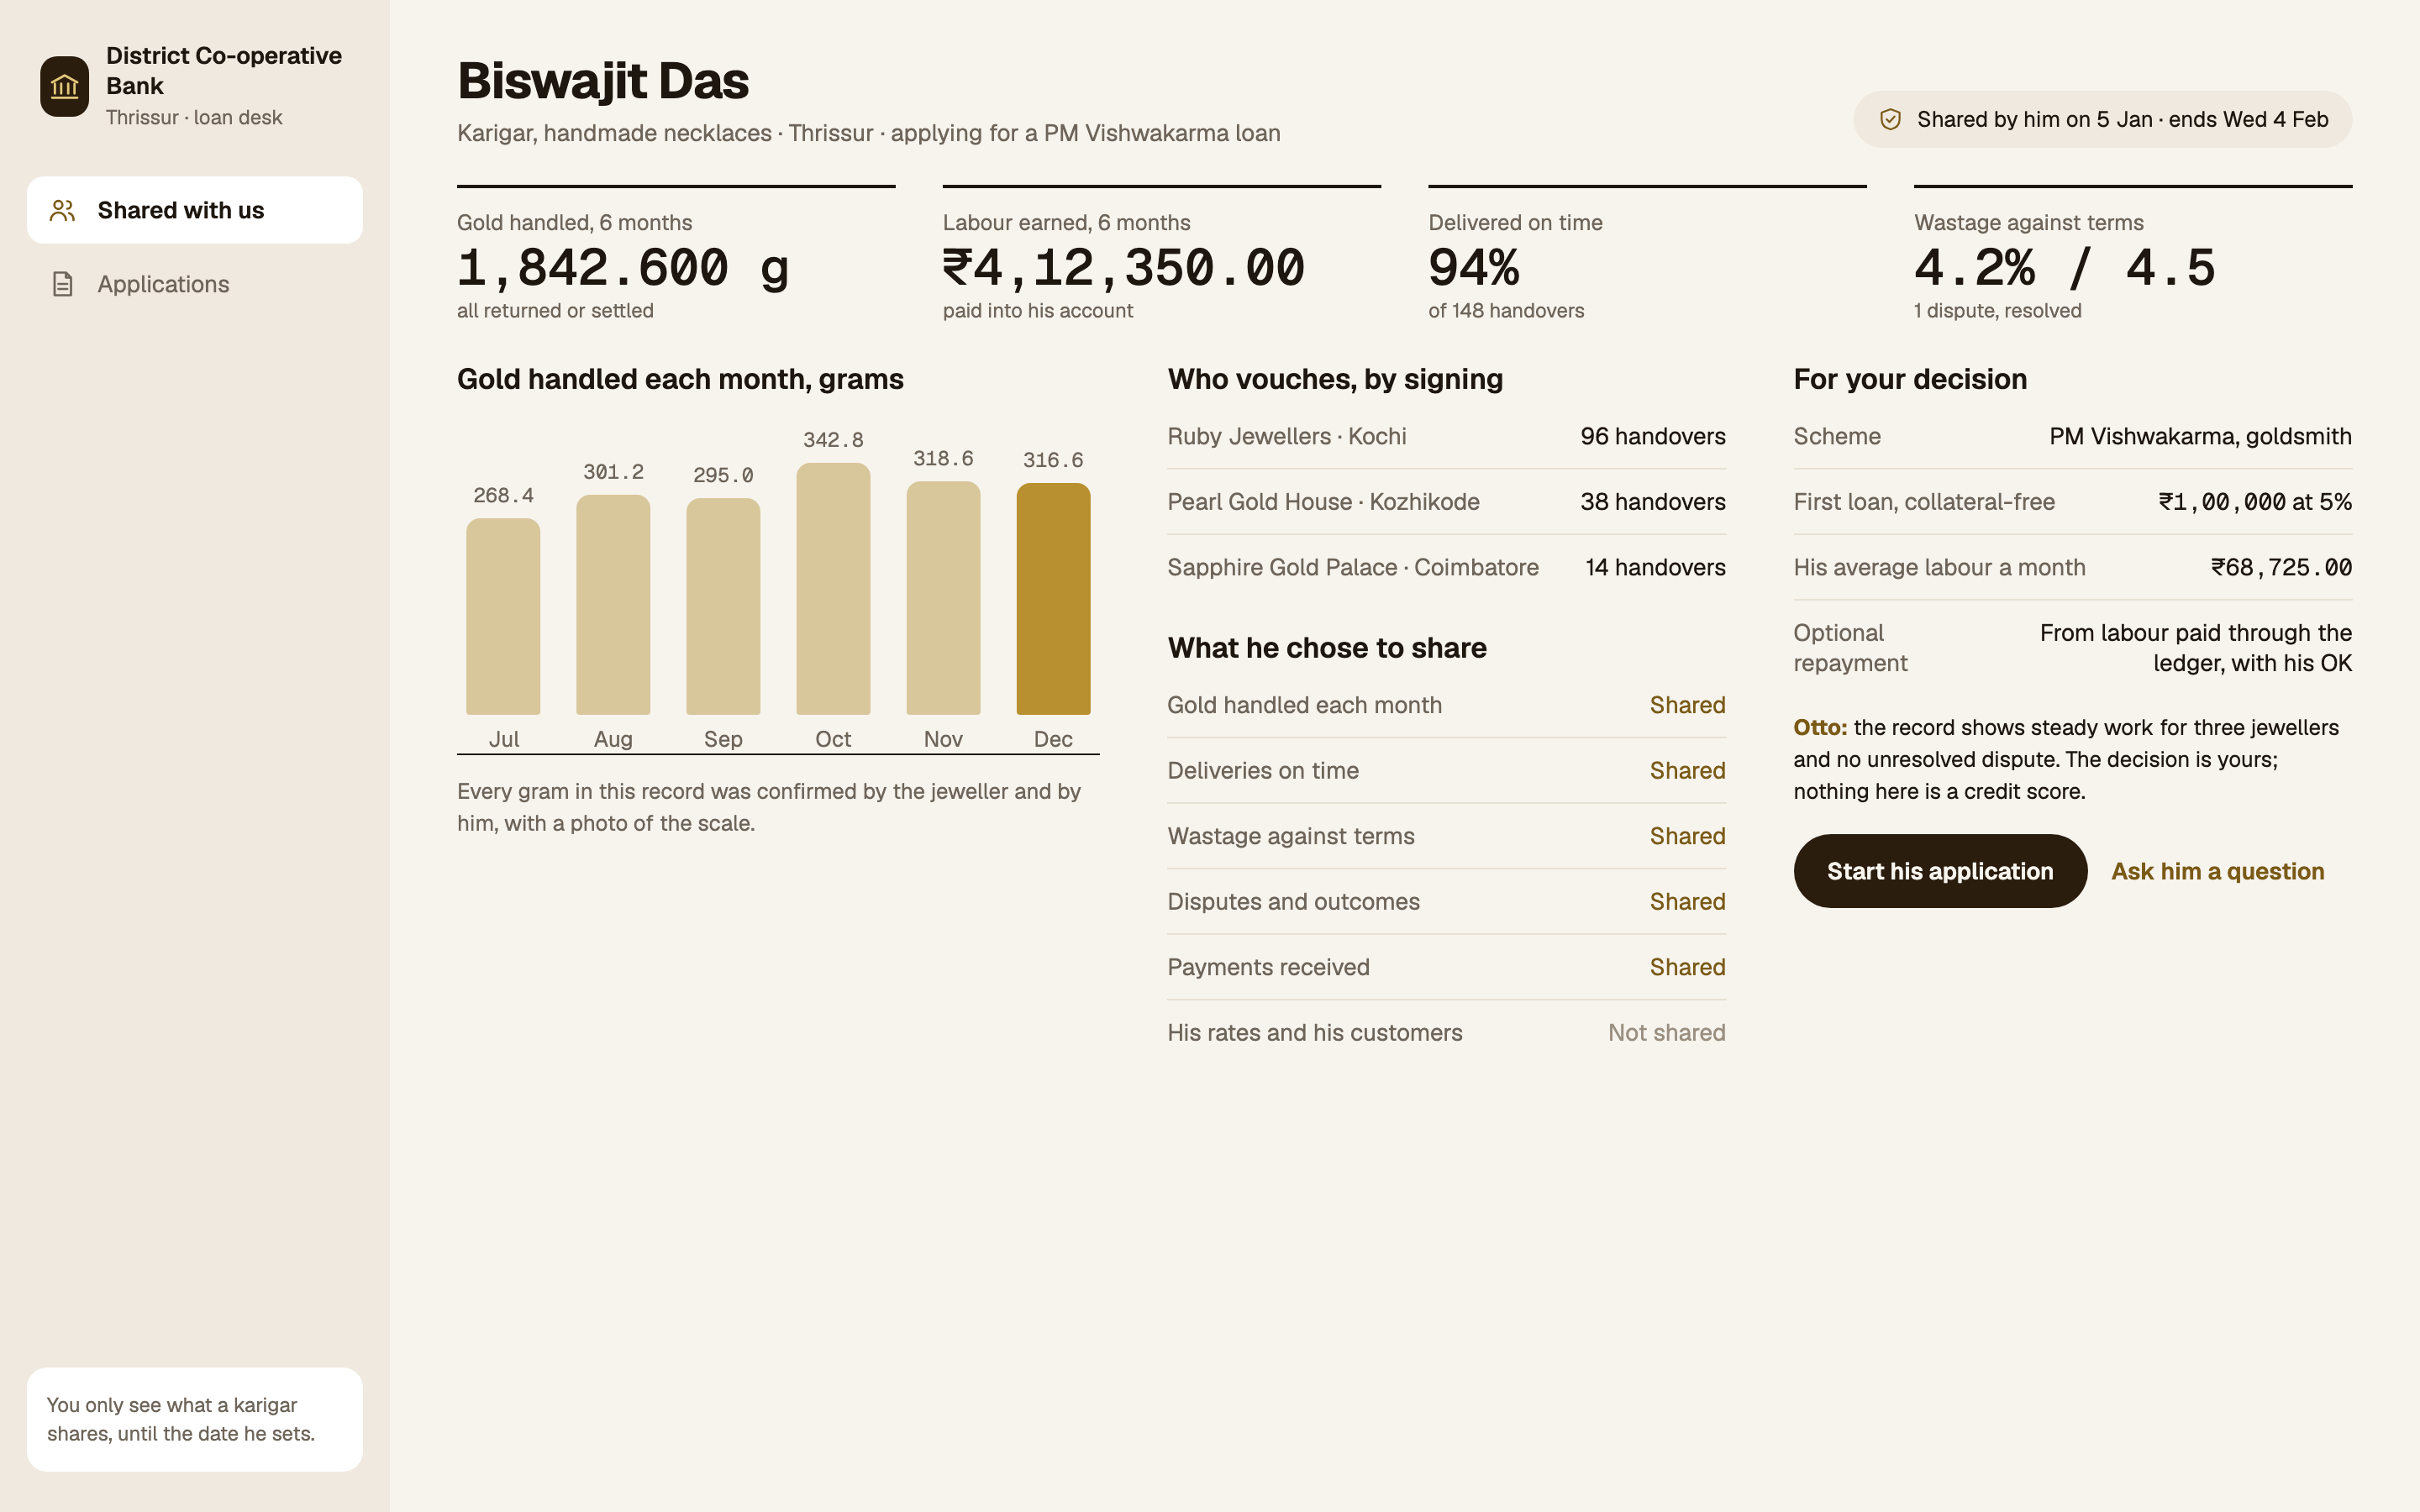 District Co-operative
Bank
Thrissur · loan desk
Shared with us
Applications
You only see what a karigar
shares, until the date he sets.
Biswajit Das
Karigar, handmade necklaces · Thrissur · applying for a PM Vishwakarma loan
Shared by him on 5 Jan · ends Wed 4 Feb
Gold handled, 6 months
1,842.600 g
all returned or settled
Labour earned, 6 months
₹4,12,350.00
paid into his account
Delivered on time
94%
of 148 handovers
Wastage against terms
4.2% / 4.5
1 dispute, resolved
Gold handled each month, grams
268.4 301.2 295.0 342.8 318.6 316.6
Jul Aug Sep Oct Nov Dec
Every gram in this record was confirmed by the jeweller and by
him, with a photo of the scale.
Who vouches, by signing
Ruby Jewellers · Kochi 96 handovers
Pearl Gold House · Kozhikode 38 handovers
Sapphire Gold Palace · Coimbatore 14 handovers
What he chose to share
Gold handled each month Shared
Deliveries on time Shared
Wastage against terms Shared
Disputes and outcomes Shared
Payments received Shared
His rates and his customers Not shared
For your decision
Scheme PM Vishwakarma, goldsmith
First loan, collateral-free ₹1,00,000 at 5%
His average labour a month ₹68,725.00
Optional From labour paid through the
repayment ledger, with his OK
Otto: the record shows steady work for three jewellers
and no unresolved dispute. The decision is yours;
nothing here is a credit score.
Start his application Ask him a question